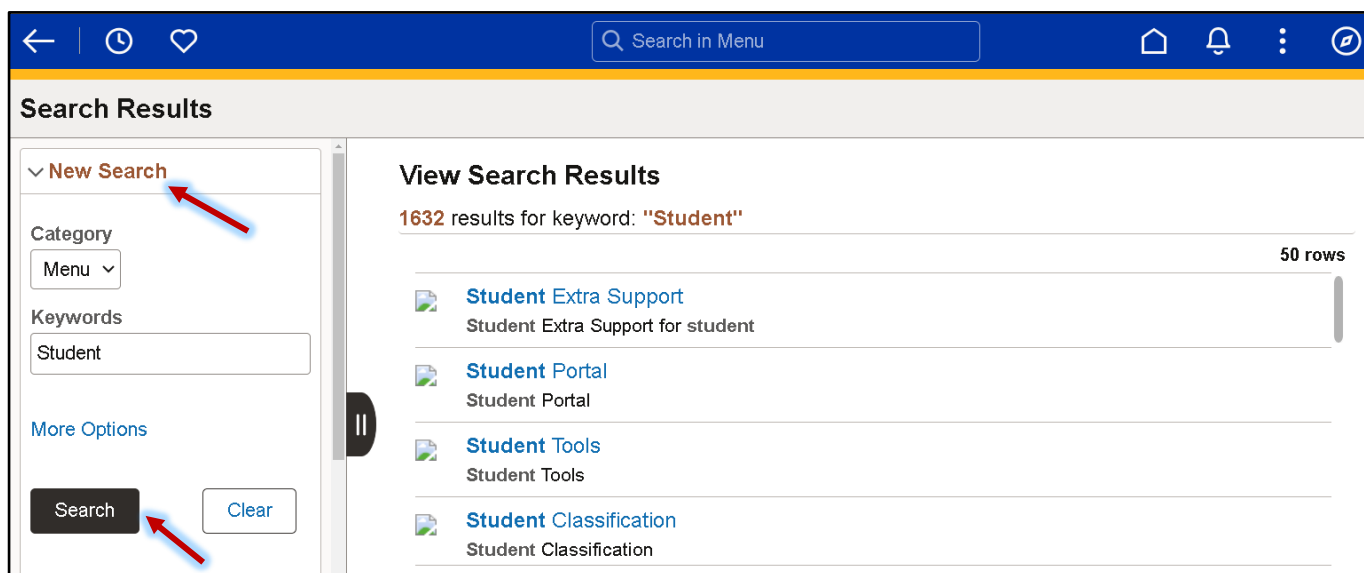 Search in Menu
Search Results
New Search
Category
Menu
Keywords
Student
More Options
Search
Clear
View Search Results
1632 results for keyword: "Student"
50 rows
Student Extra Support
Student Extra Support for student
Student Portal
Student Portal
Student Tools
Student Tools
Student Classification
Student Classification